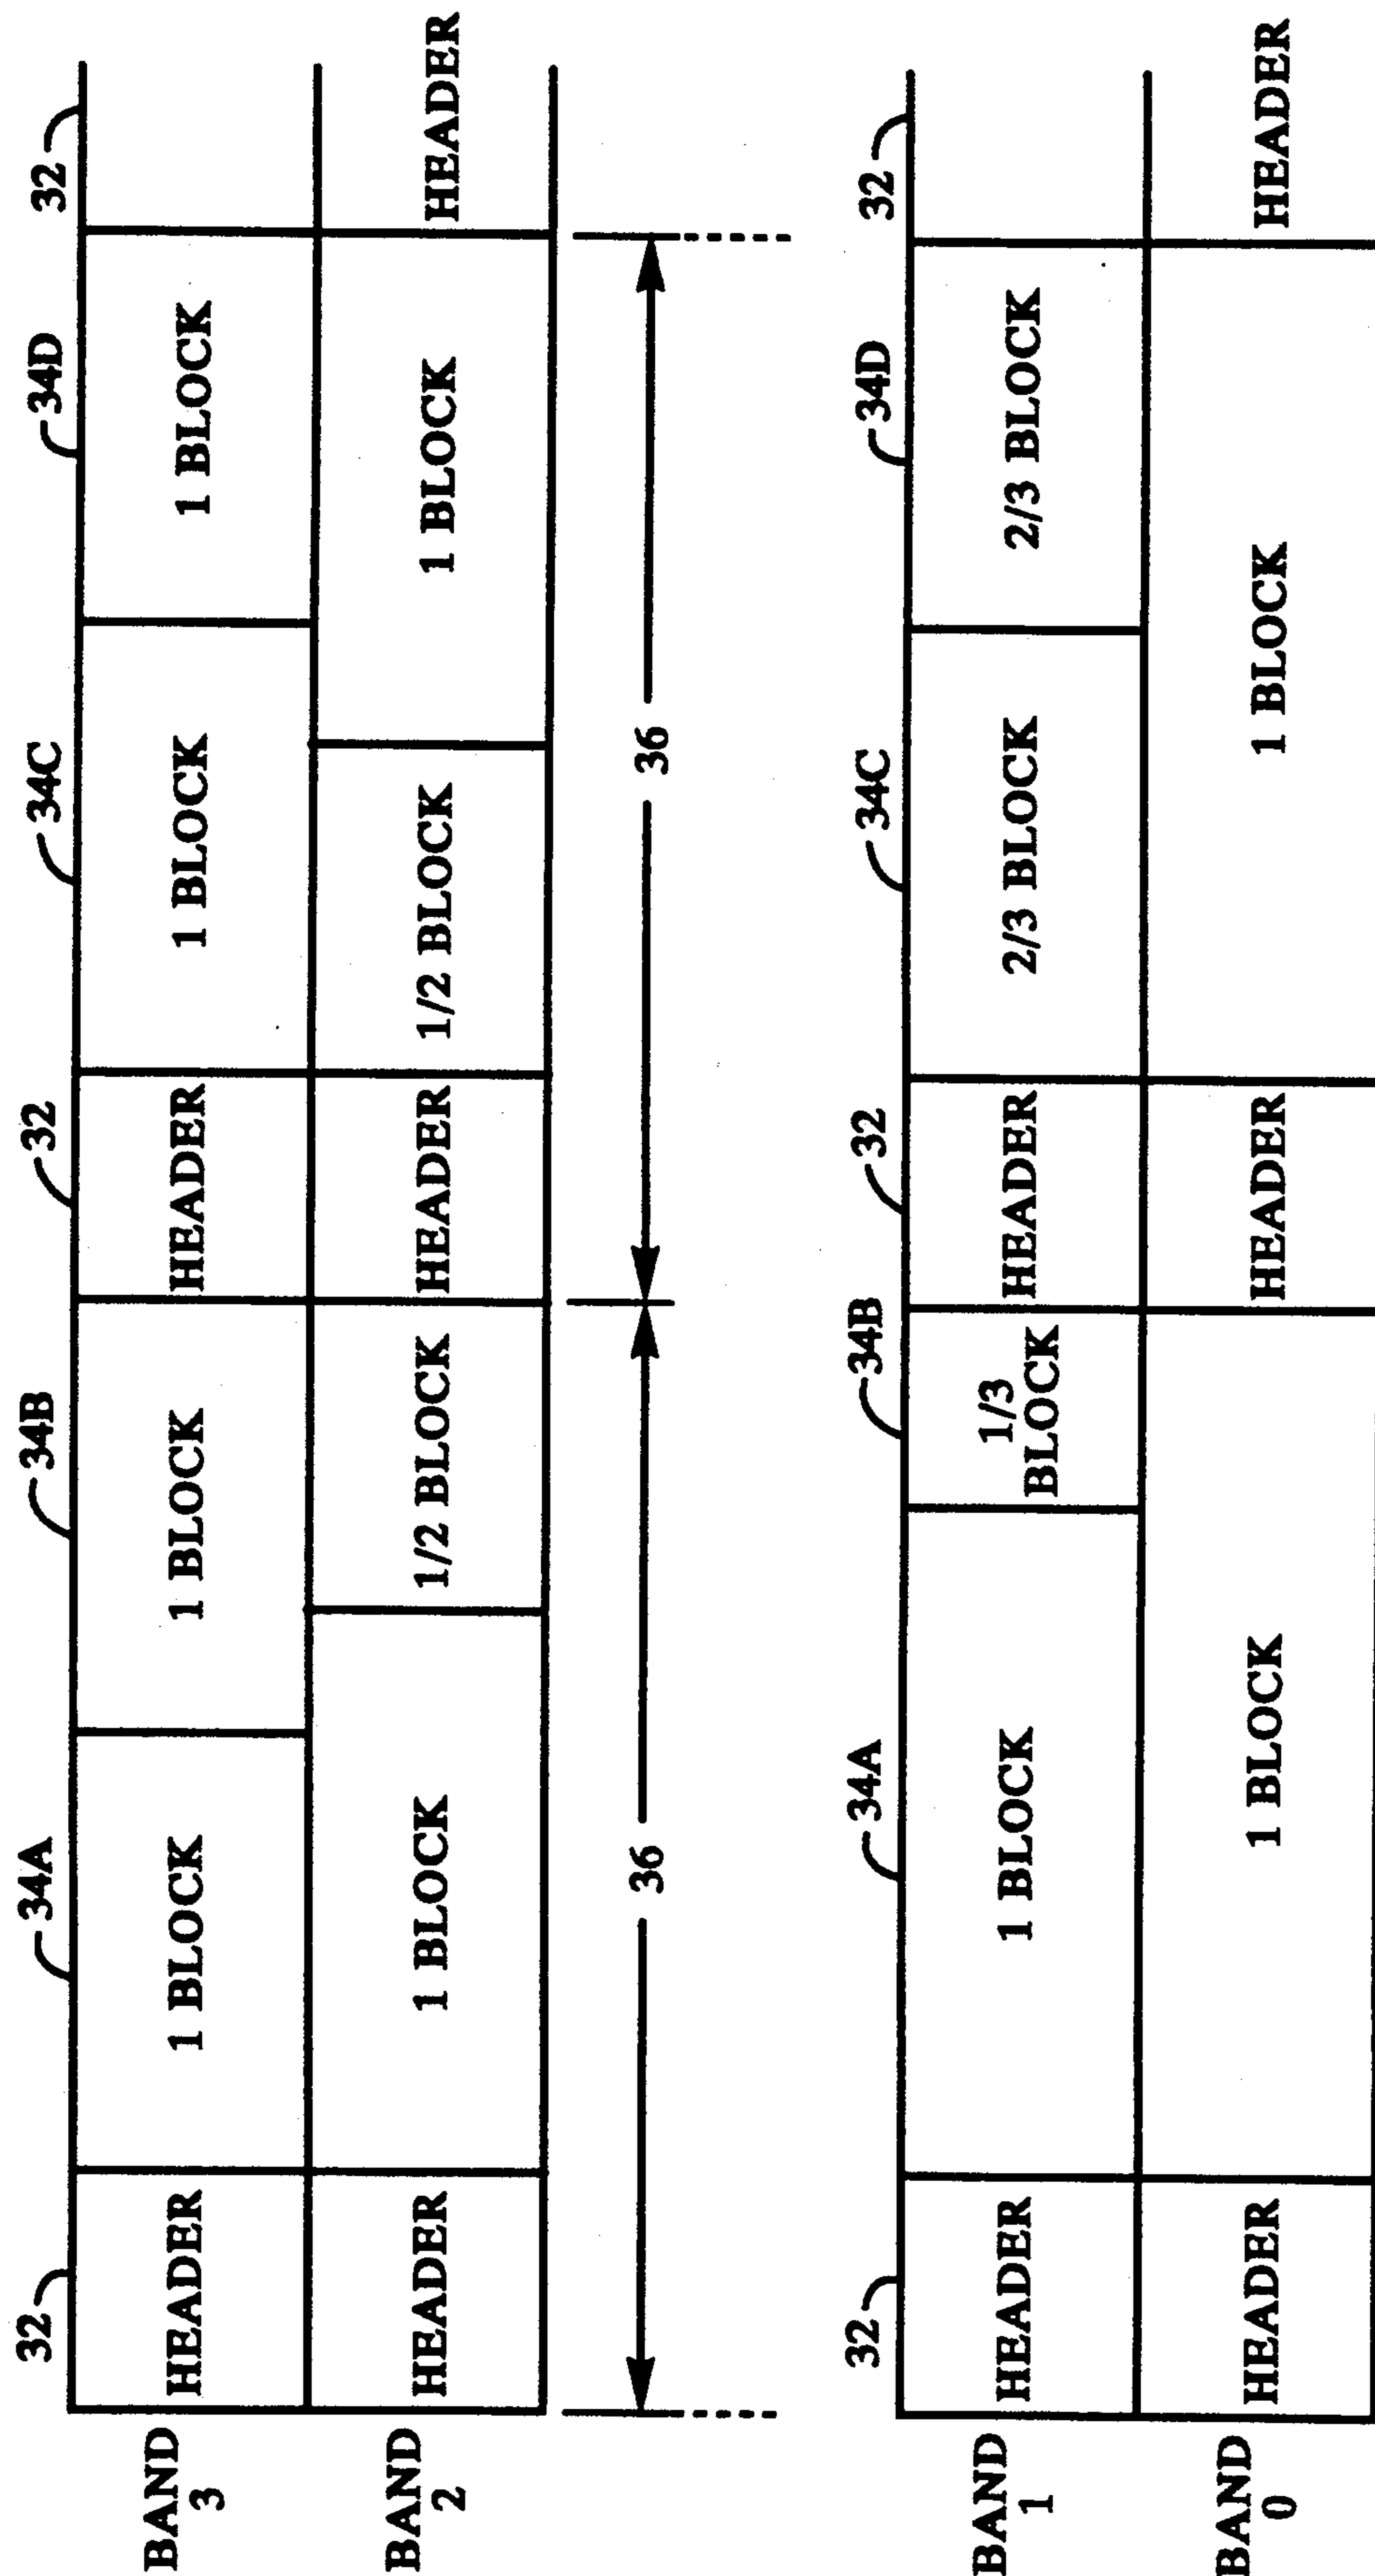 32 34A 34B 32 34C 34D 32
BAND 3 HEADER 1 BLOCK 1 BLOCK HEADER 1 BLOCK 1 BLOCK
BAND 2 HEADER 1 BLOCK 1/2 BLOCK HEADER 1/2 BLOCK 1 BLOCK HEADER
36 36
32 34A 34B 32 34C 34D 32
BAND 1 HEADER 1 BLOCK 1/3 BLOCK HEADER 2/3 BLOCK 2/3 BLOCK
BAND 0 HEADER 1 BLOCK HEADER 1 BLOCK HEADER